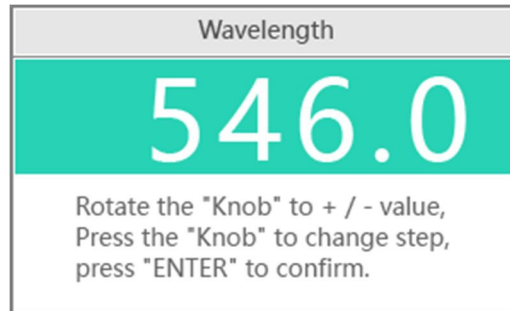 Wavelength
546.0
Rotate the "Knob" to + / - value,
Press the "Knob" to change step,
press "ENTER" to confirm.